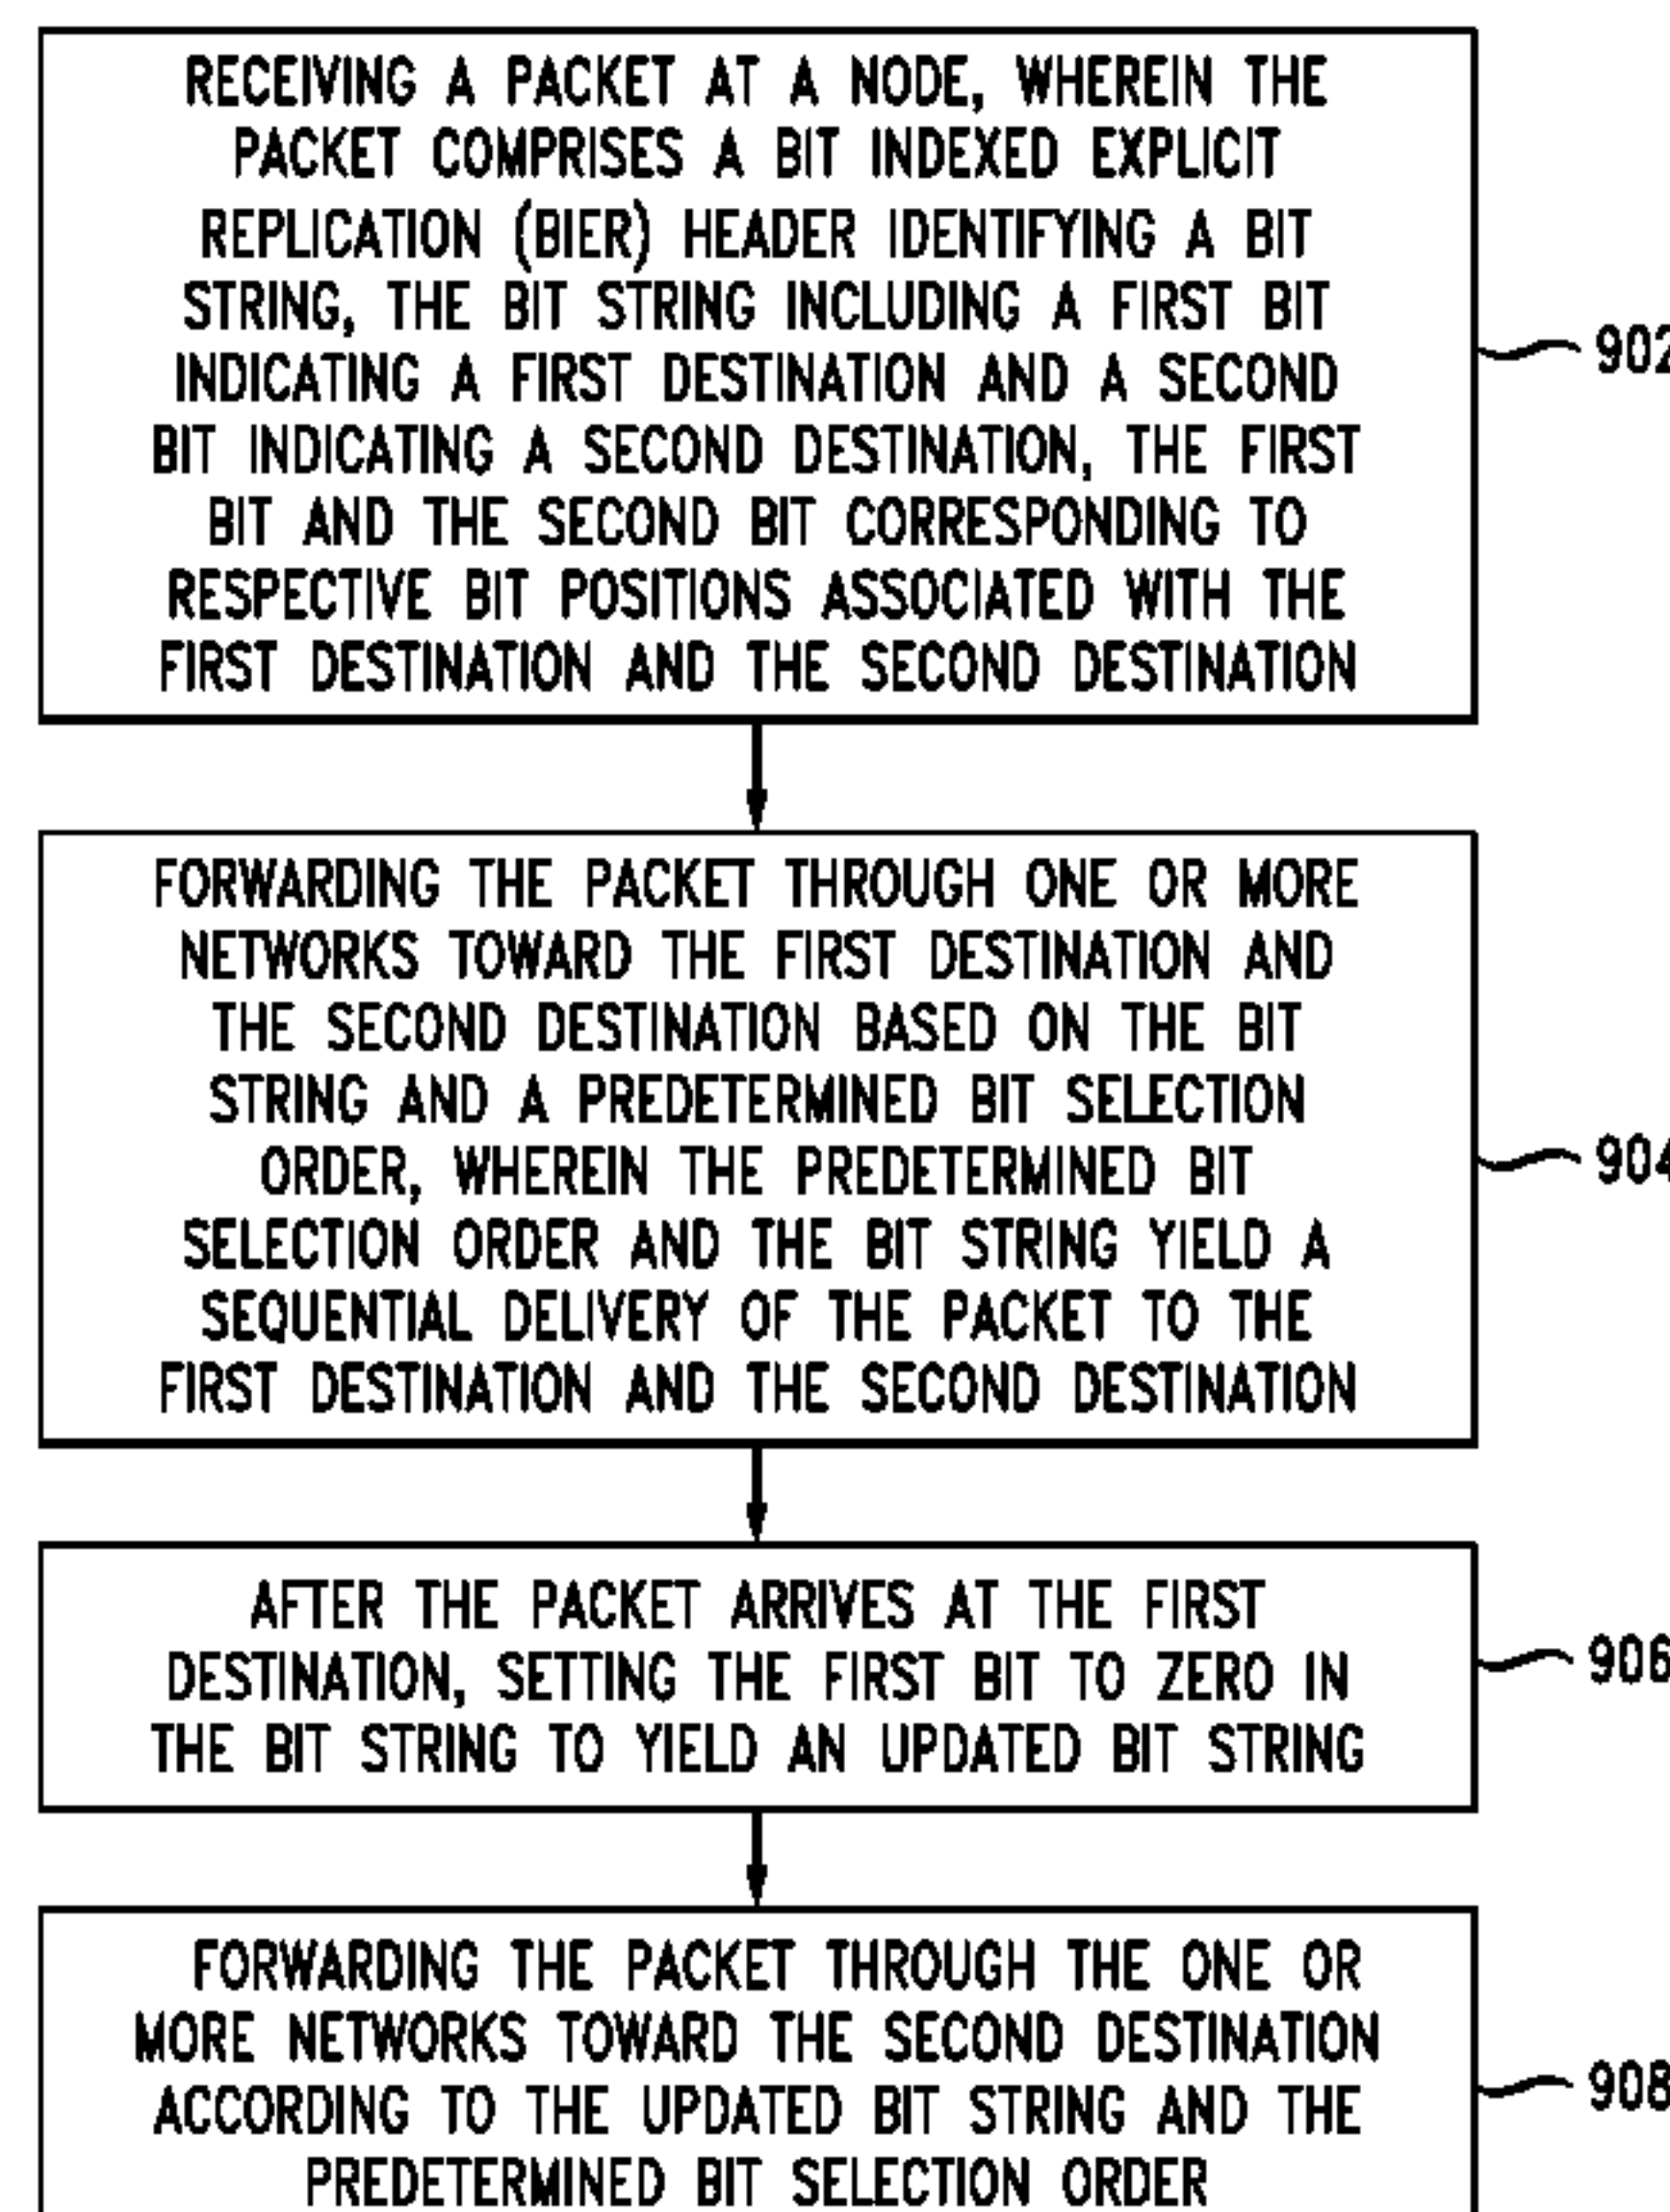 RECEIVING A PACKET AT A NODE, WHEREIN THE
PACKET COMPRISES A BIT INDEXED EXPLICIT
REPLICATION (BIER) HEADER IDENTIFYING A BIT
STRING, THE BIT STRING INCLUDING A FIRST BIT
INDICATING A FIRST DESTINATION AND A SECOND
BIT INDICATING A SECOND DESTINATION, THE FIRST
BIT AND THE SECOND BIT CORRESPONDING TO
RESPECTIVE BIT POSITIONS ASSOCIATED WITH THE
FIRST DESTINATION AND THE SECOND DESTINATION
902
FORWARDING THE PACKET THROUGH ONE OR MORE
NETWORKS TOWARD THE FIRST DESTINATION AND
THE SECOND DESTINATION BASED ON THE BIT
STRING AND A PREDETERMINED BIT SELECTION
ORDER, WHEREIN THE PREDETERMINED BIT
SELECTION ORDER AND THE BIT STRING YIELD A
SEQUENTIAL DELIVERY OF THE PACKET TO THE
FIRST DESTINATION AND THE SECOND DESTINATION
904
AFTER THE PACKET ARRIVES AT THE FIRST
DESTINATION, SETTING THE FIRST BIT TO ZERO IN
THE BIT STRING TO YIELD AN UPDATED BIT STRING
906
FORWARDING THE PACKET THROUGH THE ONE OR
MORE NETWORKS TOWARD THE SECOND DESTINATION
ACCORDING TO THE UPDATED BIT STRING AND THE
PREDETERMINED BIT SELECTION ORDER
908